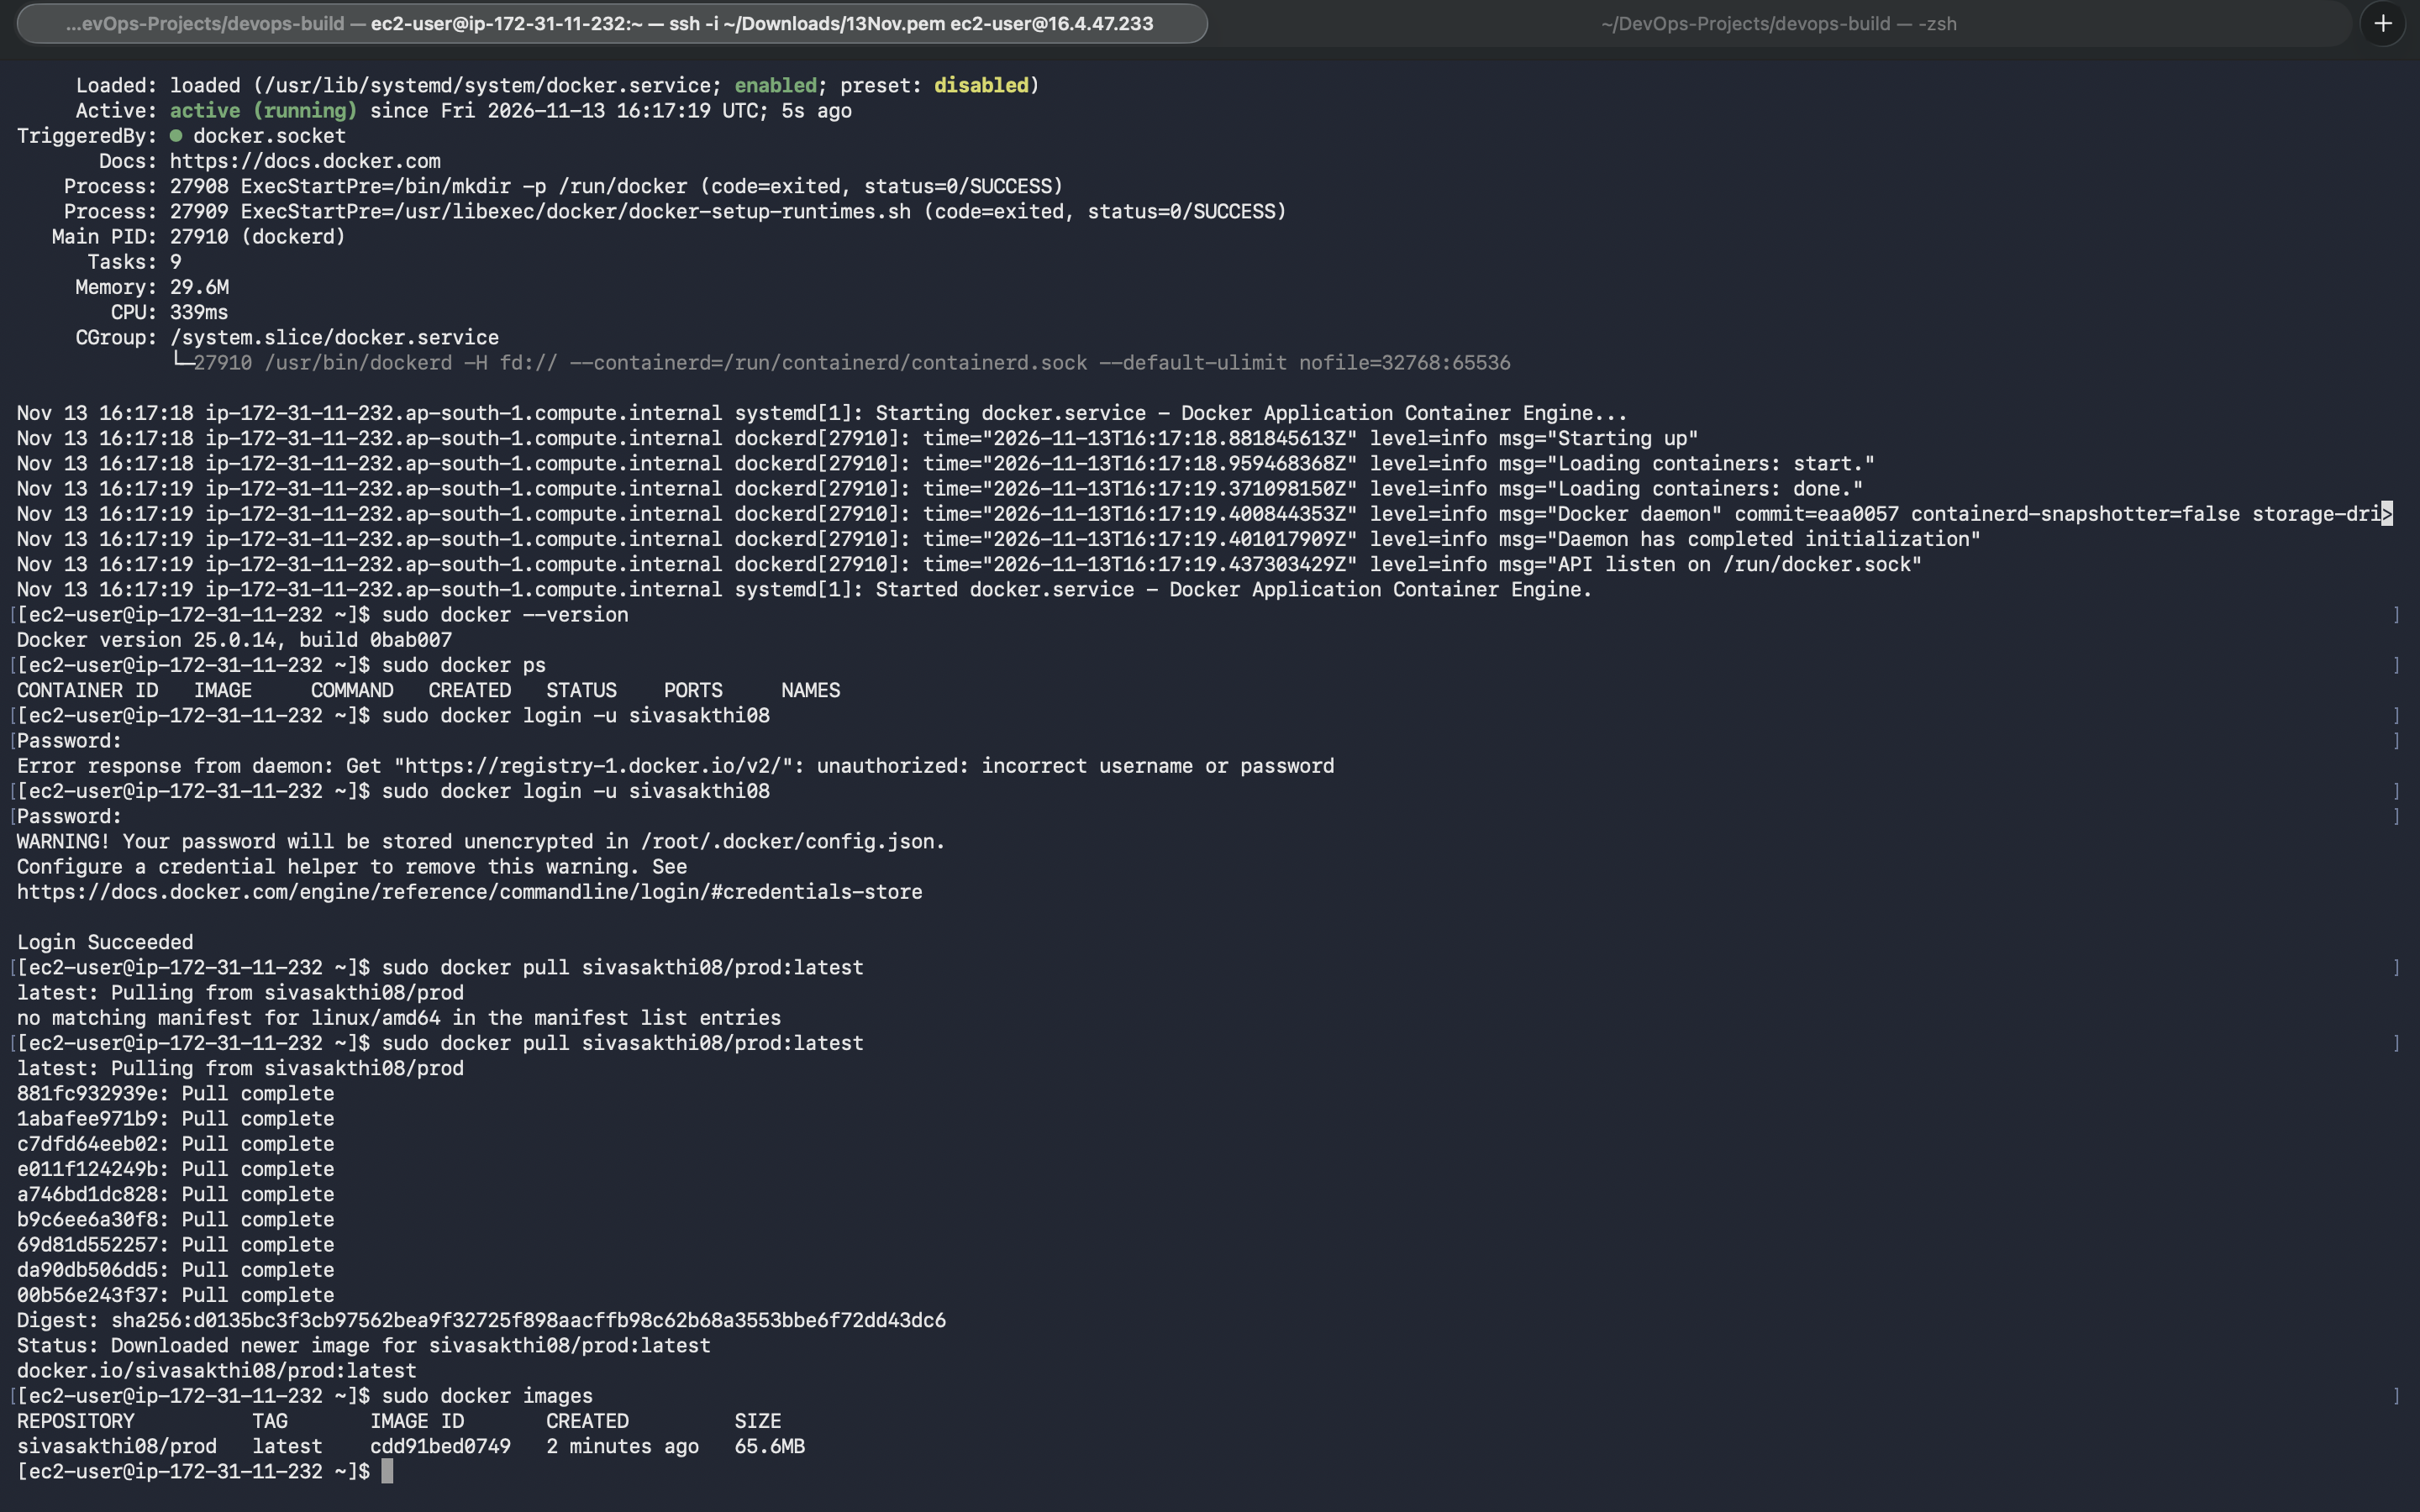 ...evOps-Projects/devops-build — ec2-user@ip-172-31-11-232:~ — ssh -i ~/Downloads/13Nov.pem ec2-user@16.4.47.233
~/DevOps-Projects/devops-build — -zsh
+
Loaded: loaded (/usr/lib/systemd/system/docker.service; enabled; preset: disabled)
Active: active (running) since Fri 2026-11-13 16:17:19 UTC; 5s ago
TriggeredBy: ● docker.socket
Docs: https://docs.docker.com
Process: 27908 ExecStartPre=/bin/mkdir -p /run/docker (code=exited, status=0/SUCCESS)
Process: 27909 ExecStartPre=/usr/libexec/docker/docker-setup-runtimes.sh (code=exited, status=0/SUCCESS)
Main PID: 27910 (dockerd)
Tasks: 9
Memory: 29.6M
CPU: 339ms
CGroup: /system.slice/docker.service
└─27910 /usr/bin/dockerd -H fd:// --containerd=/run/containerd/containerd.sock --default-ulimit nofile=32768:65536
Nov 13 16:17:18 ip-172-31-11-232.ap-south-1.compute.internal systemd[1]: Starting docker.service - Docker Application Container Engine...
Nov 13 16:17:18 ip-172-31-11-232.ap-south-1.compute.internal dockerd[27910]: time="2026-11-13T16:17:18.881845613Z" level=info msg="Starting up"
Nov 13 16:17:18 ip-172-31-11-232.ap-south-1.compute.internal dockerd[27910]: time="2026-11-13T16:17:18.959468368Z" level=info msg="Loading containers: start."
Nov 13 16:17:19 ip-172-31-11-232.ap-south-1.compute.internal dockerd[27910]: time="2026-11-13T16:17:19.371098150Z" level=info msg="Loading containers: done."
Nov 13 16:17:19 ip-172-31-11-232.ap-south-1.compute.internal dockerd[27910]: time="2026-11-13T16:17:19.400844353Z" level=info msg="Docker daemon" commit=eaa0057 containerd-snapshotter=false storage-dri>
Nov 13 16:17:19 ip-172-31-11-232.ap-south-1.compute.internal dockerd[27910]: time="2026-11-13T16:17:19.401017909Z" level=info msg="Daemon has completed initialization"
Nov 13 16:17:19 ip-172-31-11-232.ap-south-1.compute.internal dockerd[27910]: time="2026-11-13T16:17:19.437303429Z" level=info msg="API listen on /run/docker.sock"
Nov 13 16:17:19 ip-172-31-11-232.ap-south-1.compute.internal systemd[1]: Started docker.service - Docker Application Container Engine.
[[ec2-user@ip-172-31-11-232 ~]$ sudo docker --version ]
Docker version 25.0.14, build 0bab007
[[ec2-user@ip-172-31-11-232 ~]$ sudo docker ps ]
CONTAINER ID   IMAGE     COMMAND   CREATED   STATUS    PORTS     NAMES
[[ec2-user@ip-172-31-11-232 ~]$ sudo docker login -u sivasakthi08 ]
[Password: ]
Error response from daemon: Get "https://registry-1.docker.io/v2/": unauthorized: incorrect username or password
[[ec2-user@ip-172-31-11-232 ~]$ sudo docker login -u sivasakthi08 ]
[Password: ]
WARNING! Your password will be stored unencrypted in /root/.docker/config.json.
Configure a credential helper to remove this warning. See
https://docs.docker.com/engine/reference/commandline/login/#credentials-store
Login Succeeded
[[ec2-user@ip-172-31-11-232 ~]$ sudo docker pull sivasakthi08/prod:latest ]
latest: Pulling from sivasakthi08/prod
no matching manifest for linux/amd64 in the manifest list entries
[[ec2-user@ip-172-31-11-232 ~]$ sudo docker pull sivasakthi08/prod:latest ]
latest: Pulling from sivasakthi08/prod
881fc932939e: Pull complete
1abafee971b9: Pull complete
c7dfd64eeb02: Pull complete
e011f124249b: Pull complete
a746bd1dc828: Pull complete
b9c6ee6a30f8: Pull complete
69d81d552257: Pull complete
da90db506dd5: Pull complete
00b56e243f37: Pull complete
Digest: sha256:d0135bc3f3cb97562bea9f32725f898aacffb98c62b68a3553bbe6f72dd43dc6
Status: Downloaded newer image for sivasakthi08/prod:latest
docker.io/sivasakthi08/prod:latest
[[ec2-user@ip-172-31-11-232 ~]$ sudo docker images ]
REPOSITORY          TAG       IMAGE ID       CREATED         SIZE
sivasakthi08/prod   latest    cdd91bed0749   2 minutes ago   65.6MB
[ec2-user@ip-172-31-11-232 ~]$